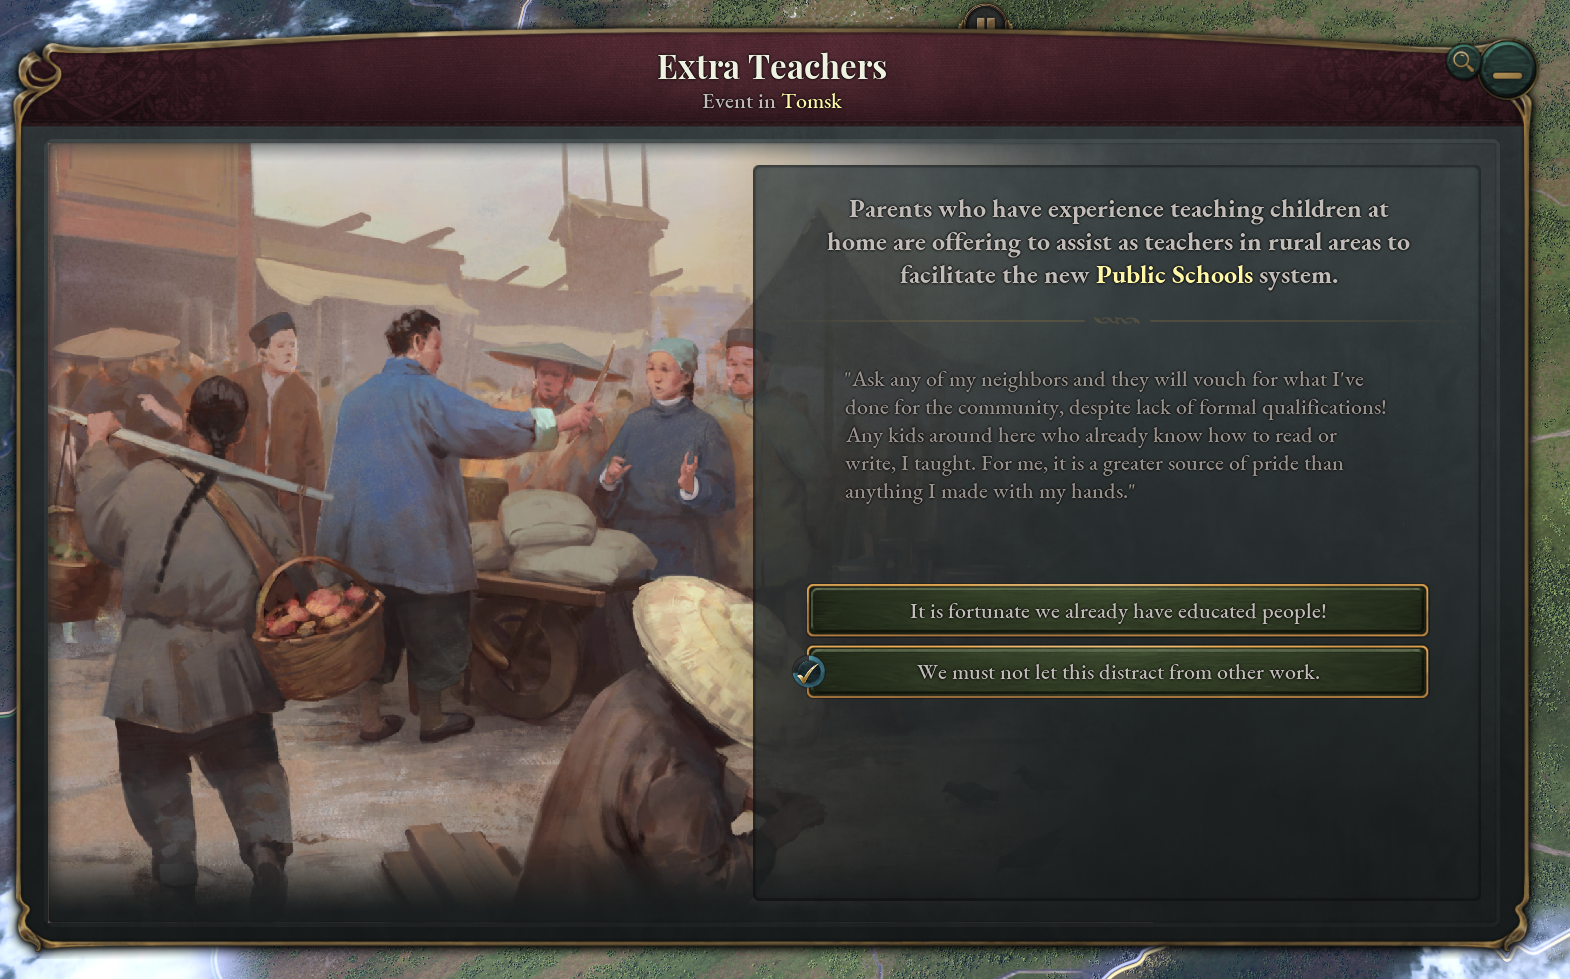 Extra Teachers
Event in Tomsk
Parents who have experience teaching children at
home are offering to assist as teachers in rural areas to
facilitate the new Public Schools system.
"Ask any of my neighbors and they will vouch for what I've
done for the community, despite lack of formal qualifications!
Any kids around here who already know how to read or
write, I taught. For me, it is a greater source of pride than
anything I made with my hands."
It is fortunate we already have educated people!
We must not let this distract from other work.